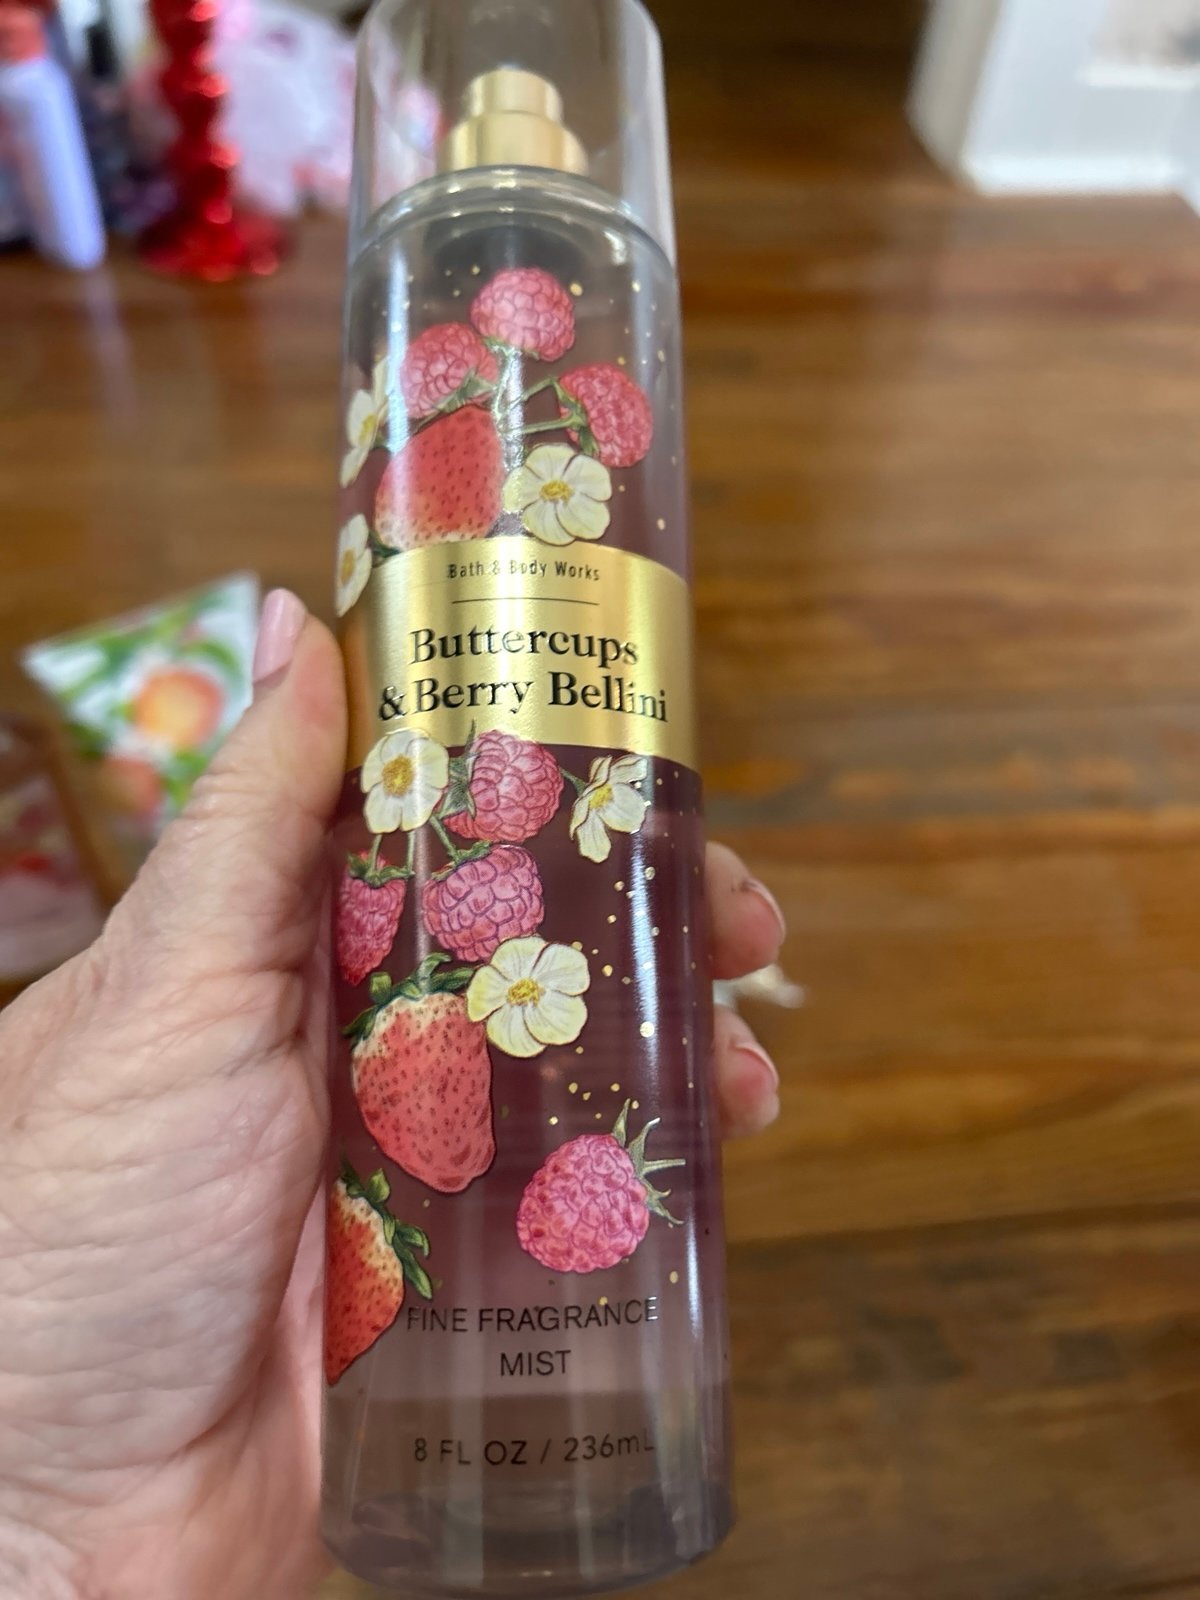 Bath & Body Works
Buttercups
& Berry Bellini
FINE FRAGRANCE
MIST
8 FL OZ / 236mL